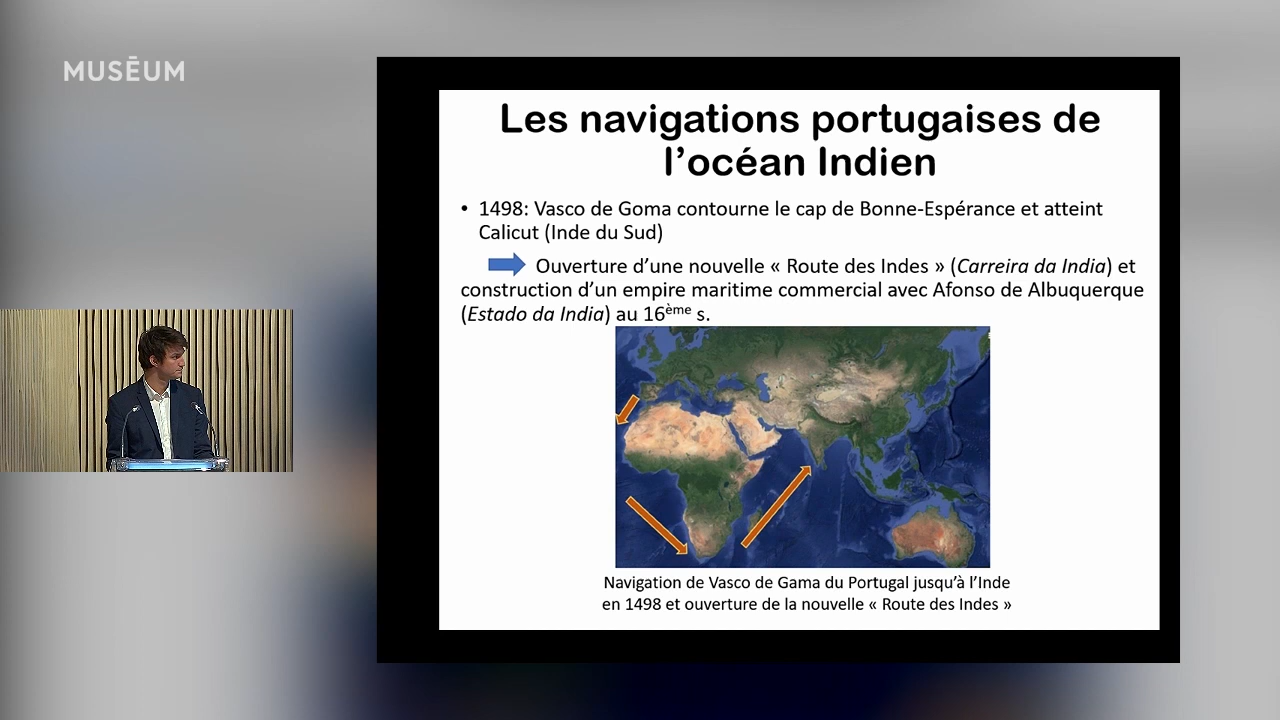 MUSĒUM
Les navigations portugaises de
l'océan Indien
• 1498: Vasco de Goma contourne le cap de Bonne-Espérance et atteint
Calicut (Inde du Sud)
Ouverture d'une nouvelle « Route des Indes » (Carreira da India) et
construction d'un empire maritime commercial avec Afonso de Albuquerque
(Estado da India) au 16ème s.
Navigation de Vasco de Gama du Portugal jusqu'à l'Inde
en 1498 et ouverture de la nouvelle « Route des Indes »